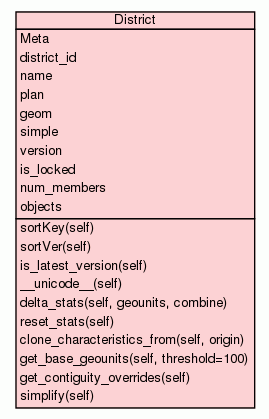 District
Meta
district_id
name
plan
geom
simple
version
is_locked
num_members
objects
sortKey(self)
sortVer(self)
is_latest_version(self)
__unicode__(self)
delta_stats(self, geounits, combine)
reset_stats(self)
clone_characteristics_from(self, origin)
get_base_geounits(self, threshold=100)
get_contiguity_overrides(self)
simplify(self)